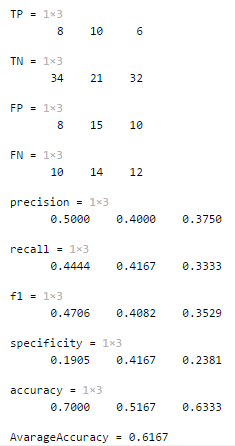 TP = 1×3
8 10 6
TN = 1×3
34 21 32
FP = 1×3
8 15 10
FN = 1×3
10 14 12
precision = 1×3
0.5000 0.4000 0.3750
recall = 1×3
0.4444 0.4167 0.3333
f1 = 1×3
0.4706 0.4082 0.3529
specificity = 1×3
0.1905 0.4167 0.2381
accuracy = 1×3
0.7000 0.5167 0.6333
AvarageAccuracy = 0.6167